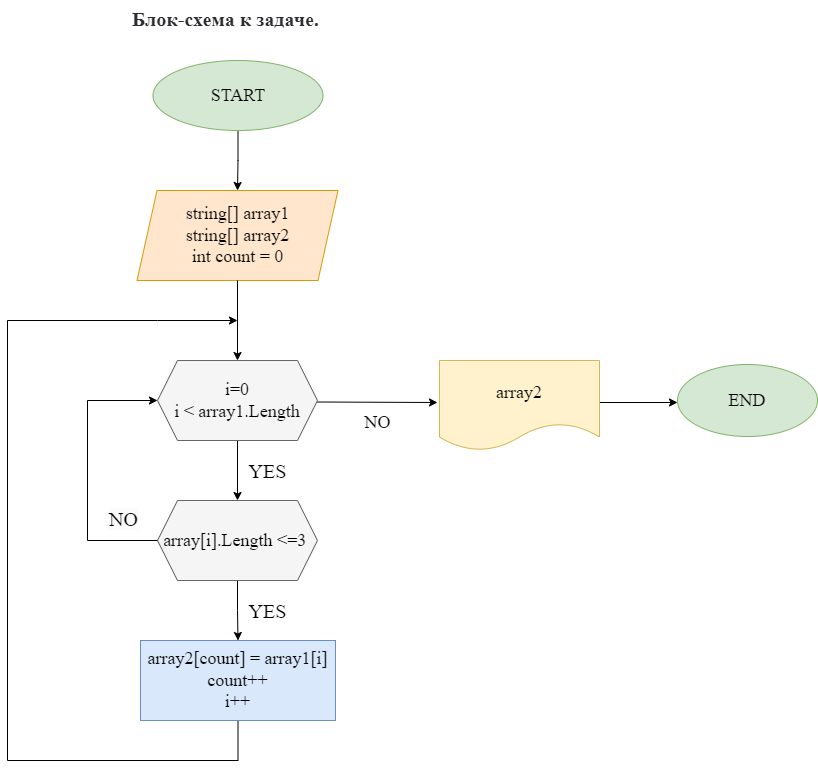 Блок-схема к задаче.
START
string[] array1
string[] array2
int count = 0
i=0
i < array1.Length
NO
array2
END
YES
NO
array[i].Length <=3
YES
array2[count] = array1[i]
count++
i++